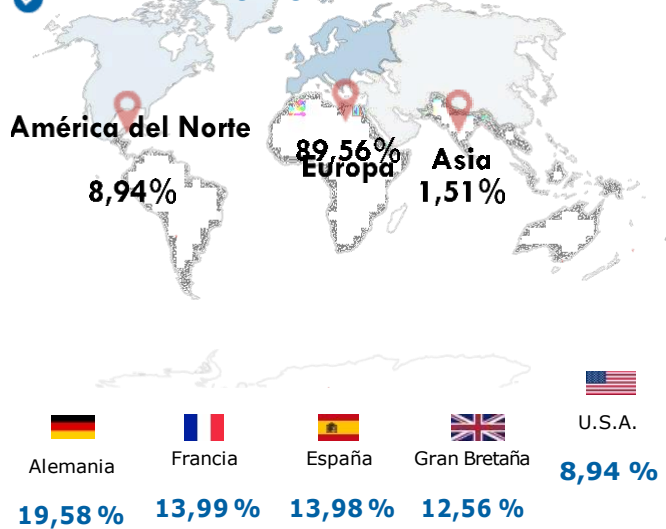 América del Norte
8,94%
89,56%
Europa
Asia
1,51%
Alemania
19,58 %
Francia
13,99 %
España
13,98 %
Gran Bretaña
12,56 %
U.S.A.
8,94 %